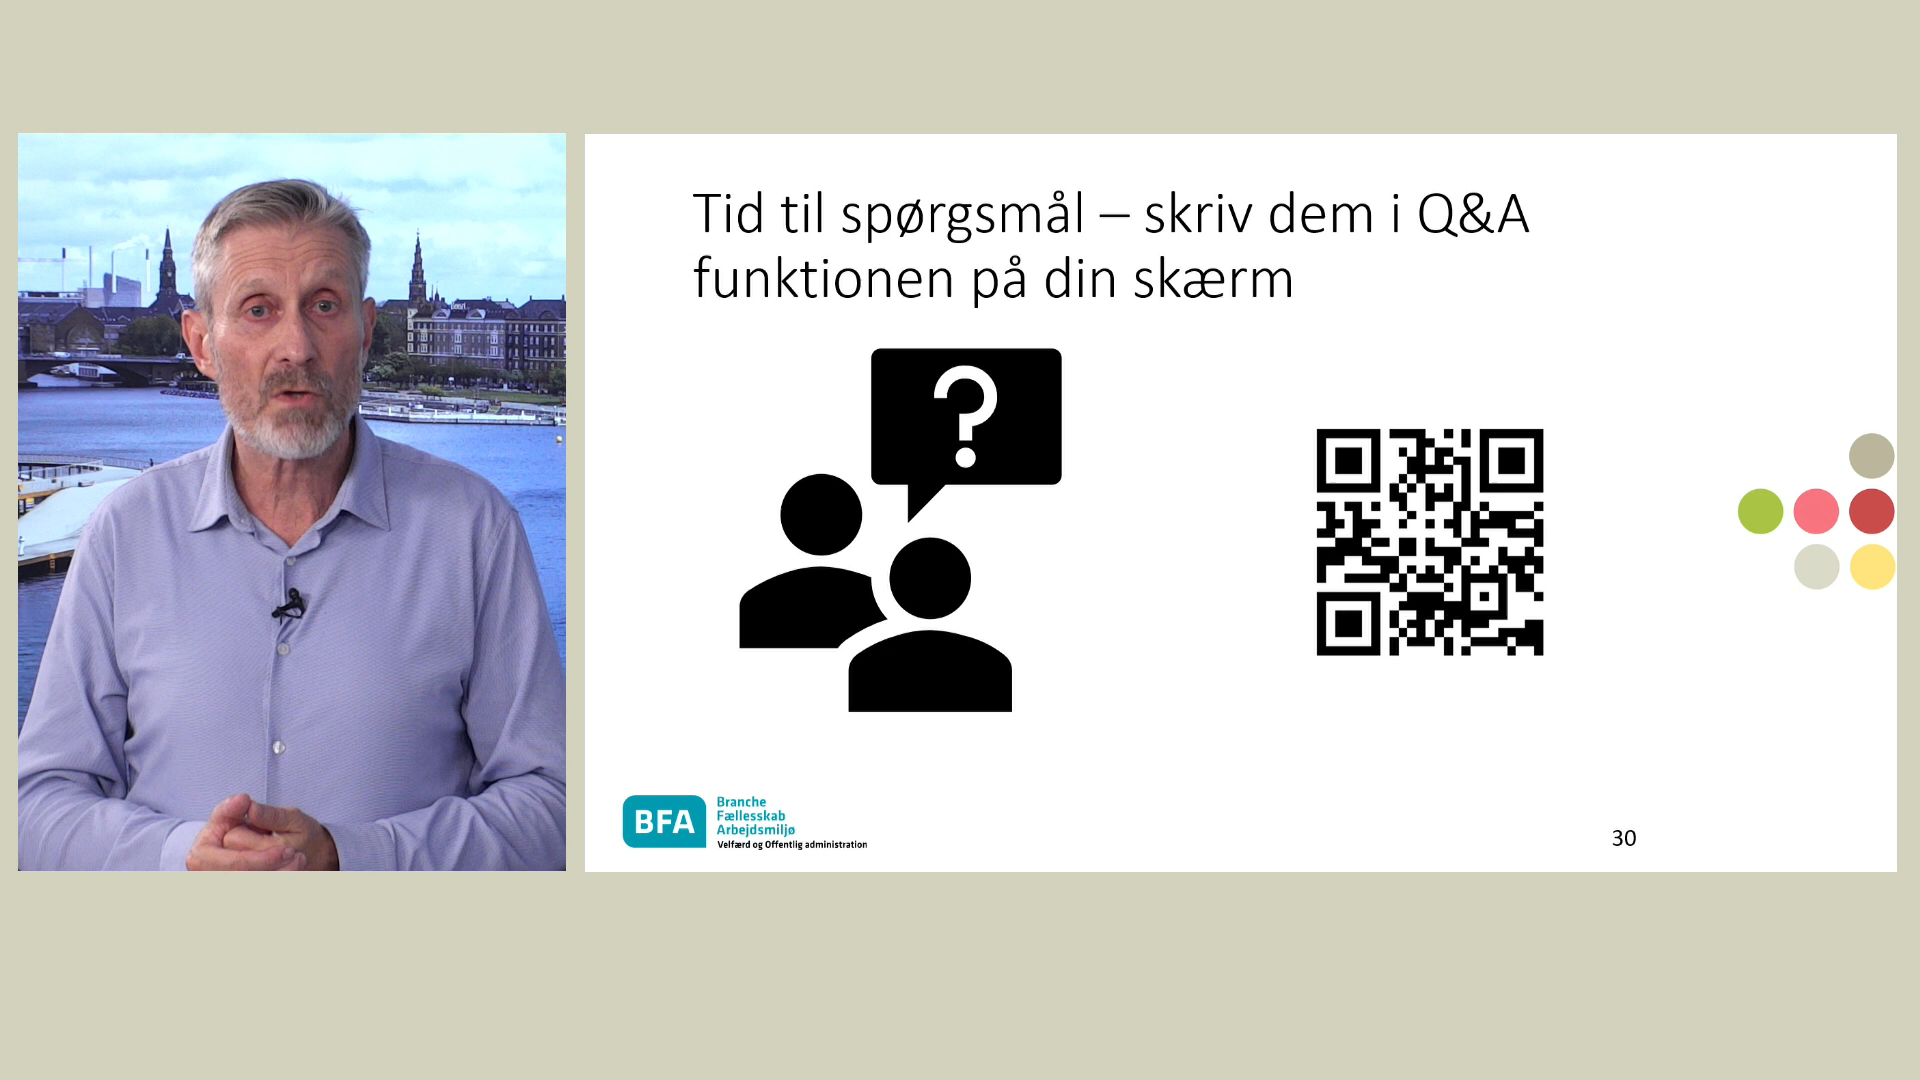 Tid til spørgsmål – skriv dem i Q&A
funktionen på din skærm
?
BFA
Branche
Fællesskab
Arbejdsmiljø
Velfærd og Offentlig administration
30